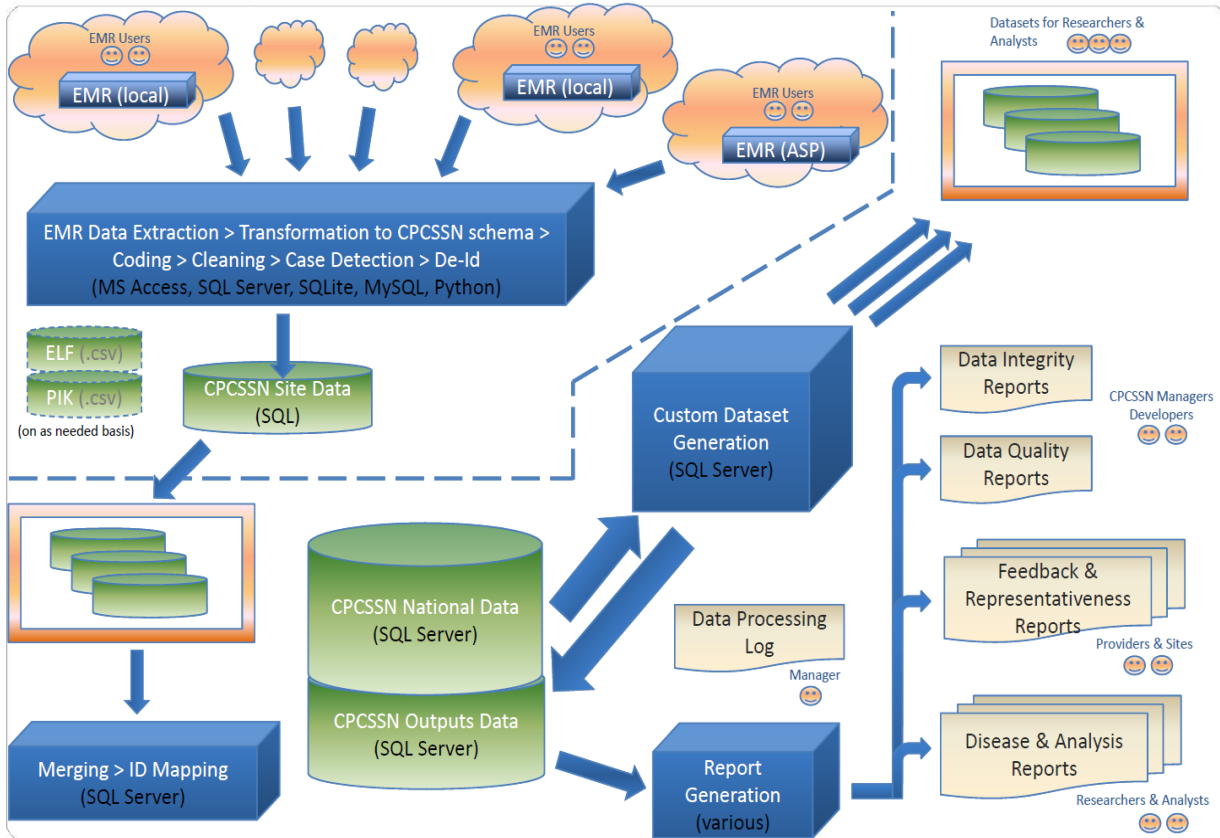 EMR Users
EMR (local)
EMR Users
EMR (local)
EMR Users
EMR (ASP)
Datasets for Researchers &
Analysts
EMR Data Extraction > Transformation to CPCSSN schema >
Coding > Cleaning > Case Detection > De-Id
(MS Access, SQL Server, SQLite, MySQL, Python)
ELF (.csv)
PIK (.csv)
(on as needed basis)
CPCSSN Site Data
(SQL)
Custom Dataset
Generation
(SQL Server)
Data Integrity
Reports
CPCSSN Managers
Developers
Data Quality
Reports
CPCSSN National Data
(SQL Server)
CPCSSN Outputs Data
(SQL Server)
Data Processing
Log
Manager
Feedback &
Representativeness
Reports
Providers & Sites
Merging > ID Mapping
(SQL Server)
Report
Generation
(various)
Disease & Analysis
Reports
Researchers & Analysts